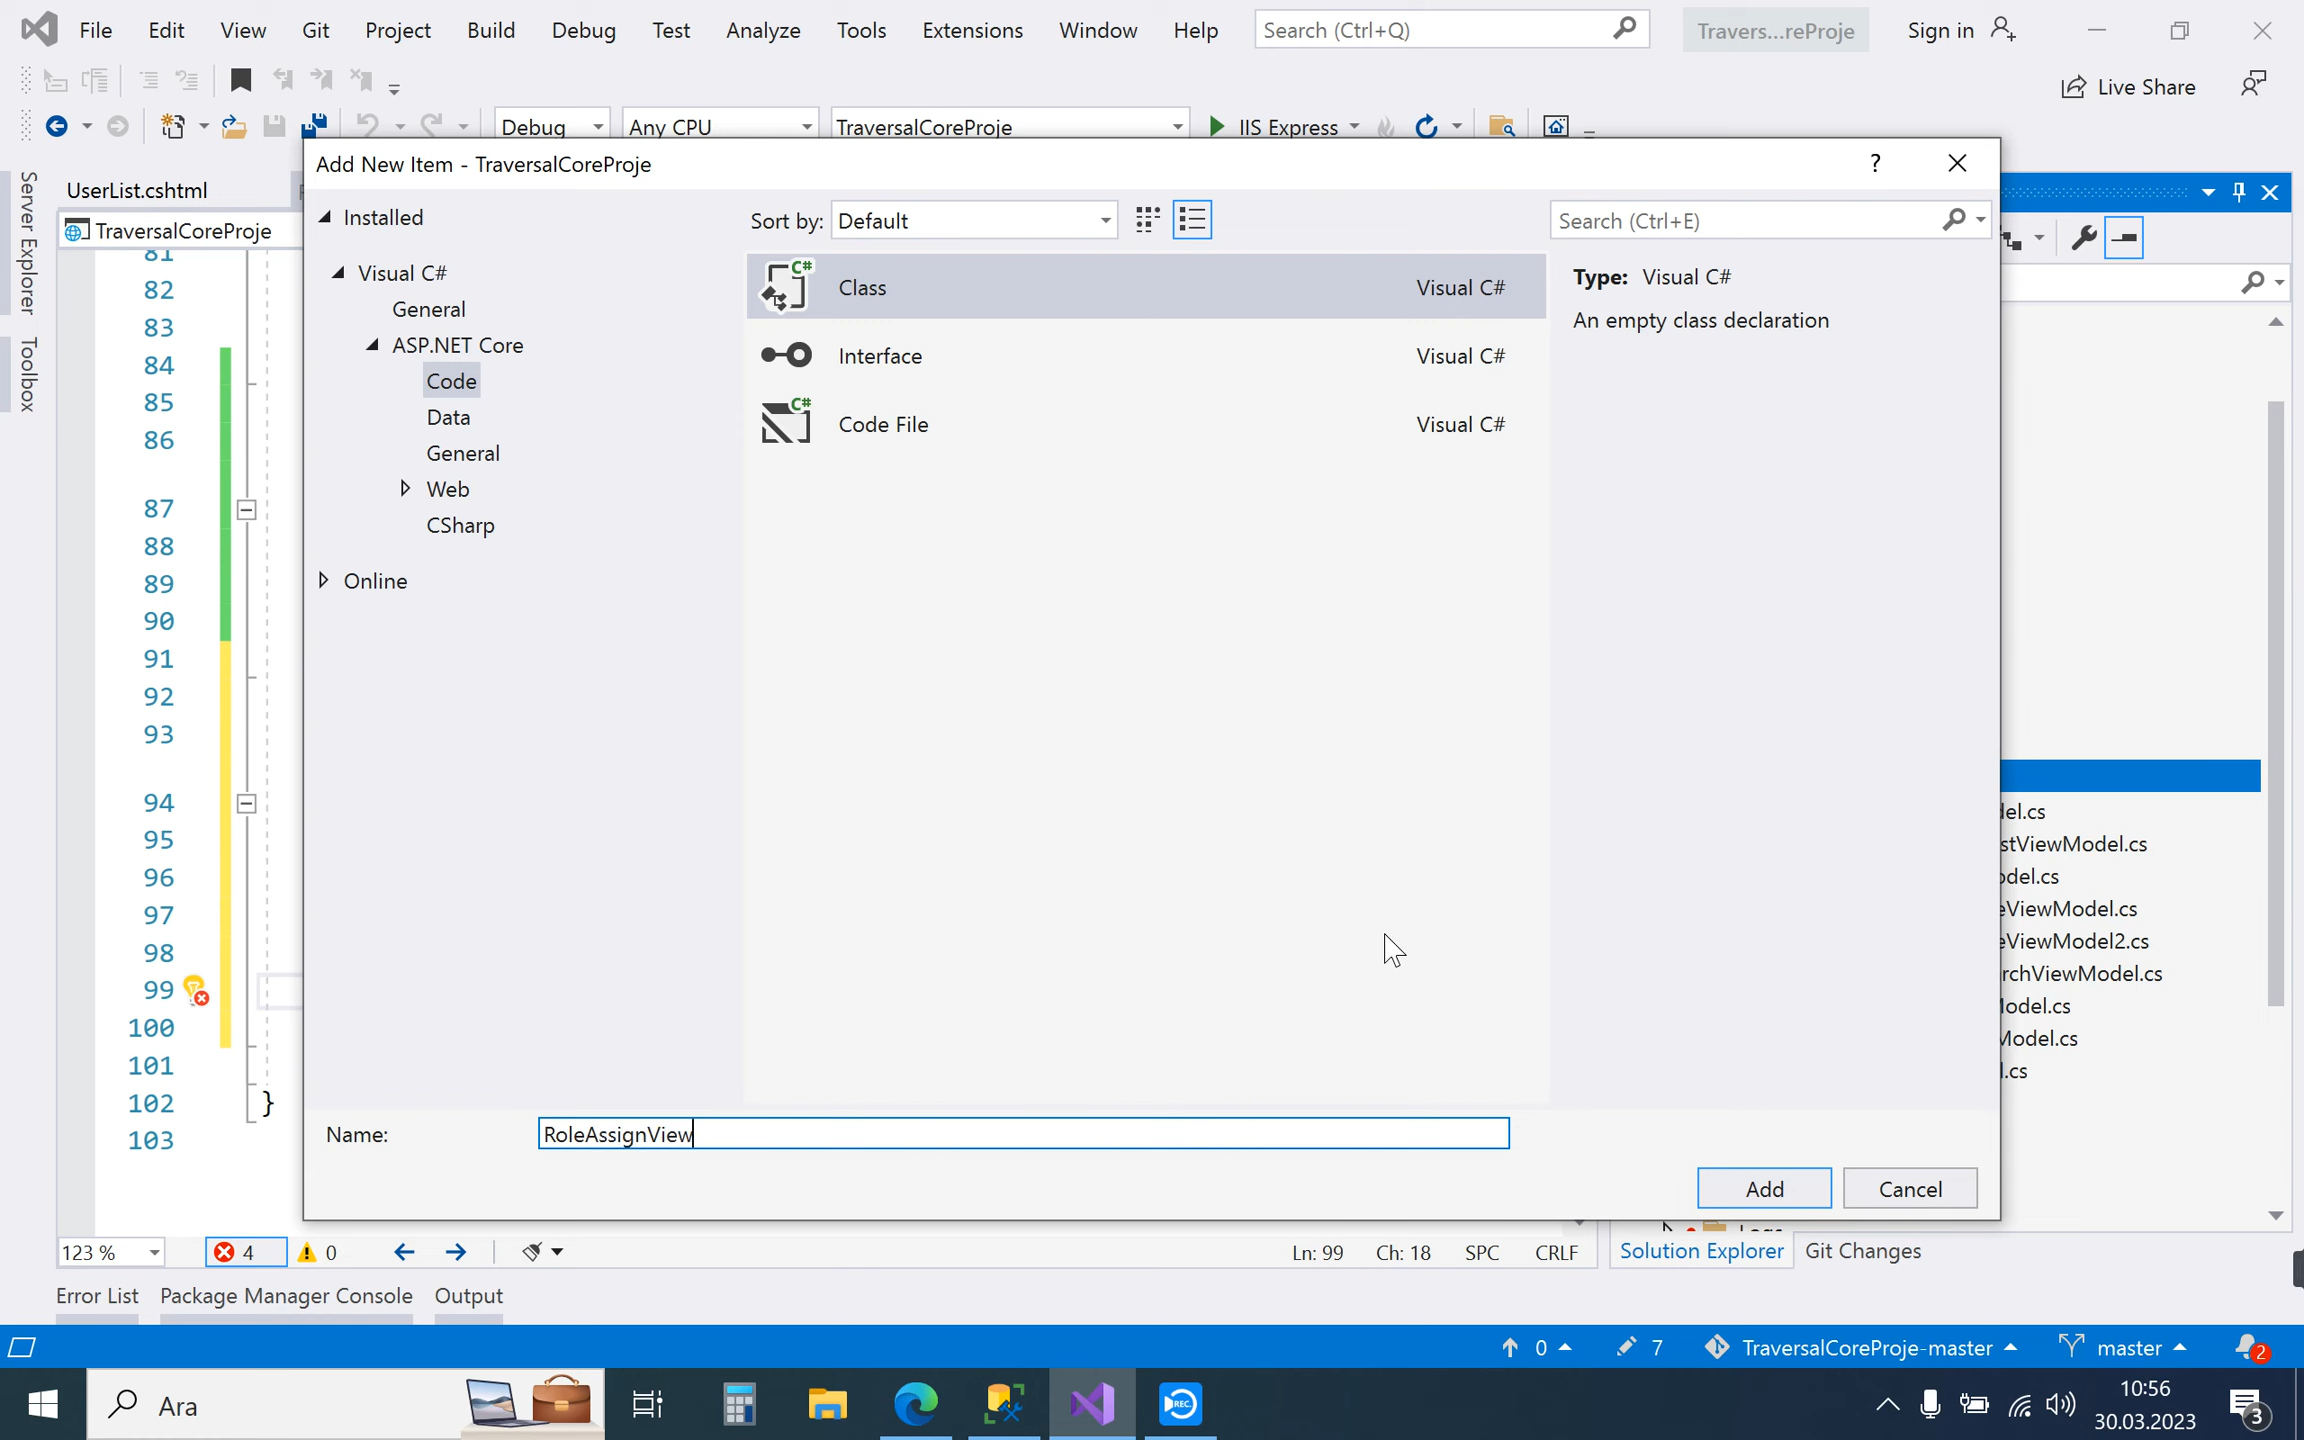 File Edit View Git Project Build Debug Test Analyze Tools Extensions Window Help Search (Ctrl+Q) Travers...reProje Sign in
Live Share
Debug Any CPU TraversalCoreProje IIS Express
Add New Item - TraversalCoreProje ?
Server Explorer
Toolbox
UserList.cshtml
TraversalCoreProje
Installed
Visual C#
General
ASP.NET Core
Code
Data
General
Web
CSharp
Online
Sort by: Default
Search (Ctrl+E)
Class Visual C#
Interface Visual C#
Code File Visual C#
Type: Visual C#
An empty class declaration
81
82
83
84
85
86
87
88
89
90
91
92
93
94
95
96
97
98
99
100
101
102 }
103
del.cs
stViewModel.cs
odel.cs
eViewModel.cs
eViewModel2.cs
rchViewModel.cs
Model.cs
Model.cs
l.cs
Name: RoleAssignView
Add Cancel
123 % 4 0 Ln: 99 Ch: 18 SPC CRLF
Solution Explorer Git Changes
Error List Package Manager Console Output
0 7 TraversalCoreProje-master master 2
Ara
REC
10:56
30.03.2023
3